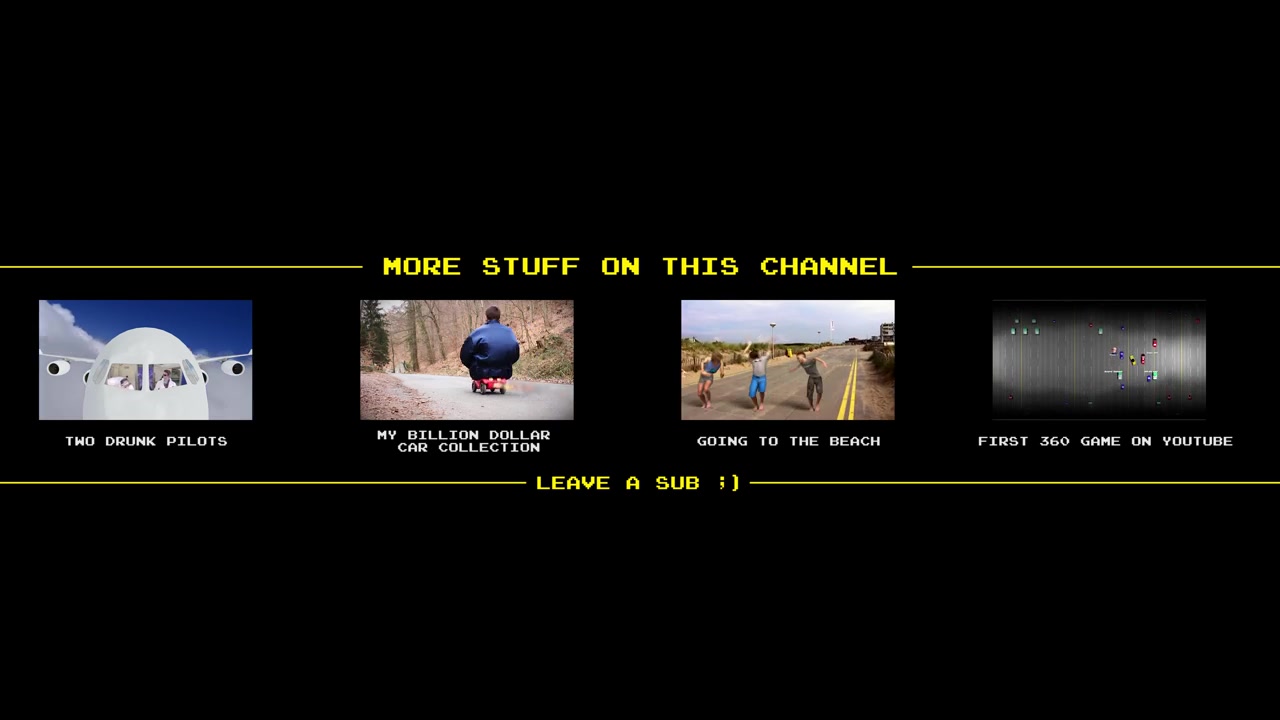 MORE STUFF ON THIS CHANNEL
TWO DRUNK PILOTS
MY BILLION DOLLAR
CAR COLLECTION
GOING TO THE BEACH
FIRST 360 GAME ON YOUTUBE
LEAVE A SUB ;)